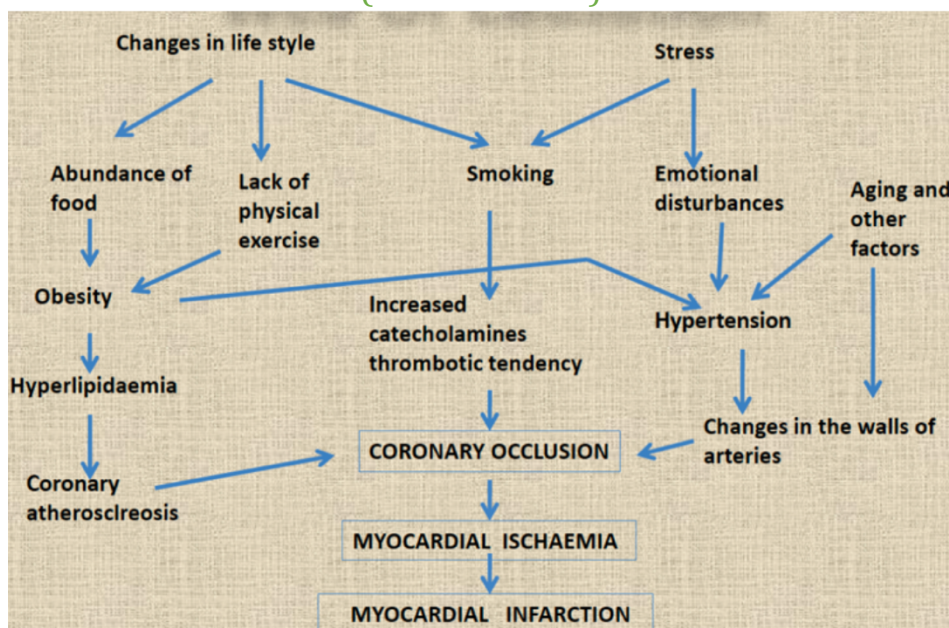 Changes in life style
Stress
Abundance of
food
Lack of
physical
exercise
Smoking
Emotional
disturbances
Aging and
other
factors
Obesity
Increased
catecholamines
thrombotic tendency
Hypertension
Hyperlipidaemia
Changes in the walls of
arteries
CORONARY OCCLUSION
Coronary
atherosclreosis
MYOCARDIAL ISCHAEMIA
MYOCARDIAL INFARCTION